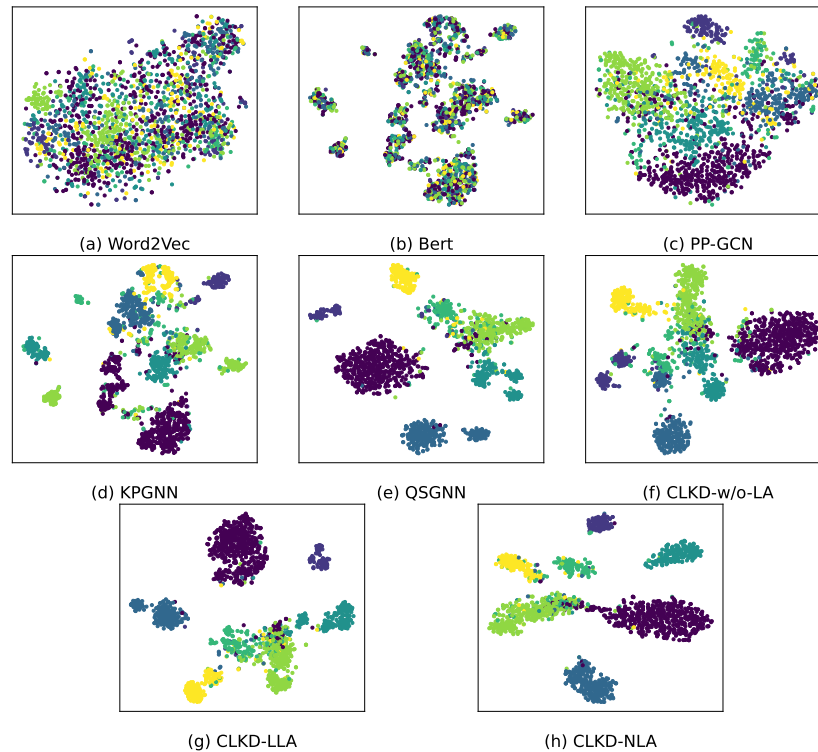 (a) Word2Vec
(b) Bert
(c) PP-GCN
(d) KPGNN
(e) QSGNN
(f) CLKD-w/o-LA
(g) CLKD-LLA
(h) CLKD-NLA